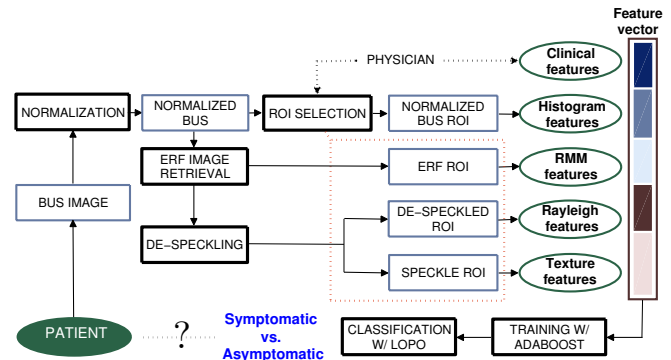 Feature
vector
PHYSICIAN
Clinical
features
NORMALIZATION
NORMALIZED
BUS
ROI SELECTION
NORMALIZED
BUS ROI
Histogram
features
ERF IMAGE
RETRIEVAL
ERF ROI
RMM
features
BUS IMAGE
DE-SPECKLED
ROI
Rayleigh
features
DE-SPECKLING
SPECKLE ROI
Texture
features
PATIENT
?
Symptomatic
vs.
Asymptomatic
CLASSIFICATION
W/ LOPO
TRAINING W/
ADABOOST